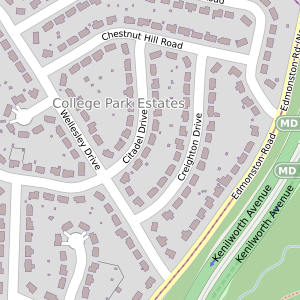 Road
Chestnut Hill Road
Edmonston Rd
College Park Estates
MD
Wellesley Drive
Citadel Drive
Creighton Drive
Edmonston Road
MD
Kenilworth Avenue
Kenilworth Avenue